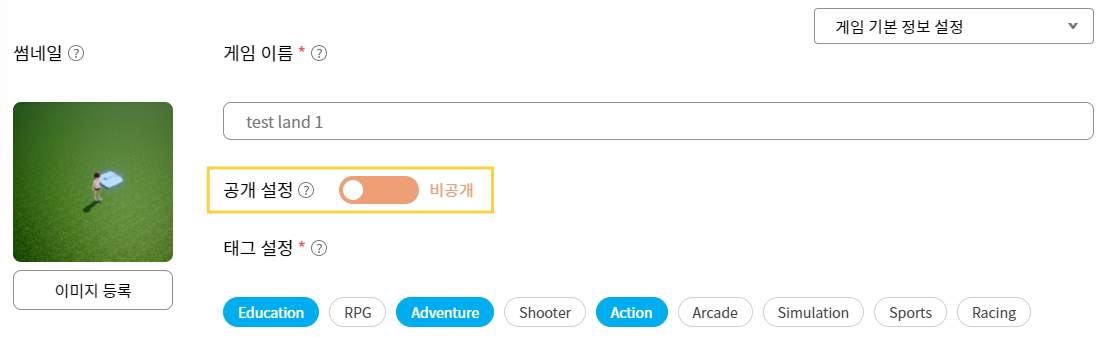 게임 기본 정보 설정
썸네일 ?
게임 이름 * ?
test land 1
공개 설정 ? 비공개
태그 설정 * ?
이미지 등록
Education RPG Adventure Shooter Action Arcade Simulation Sports Racing